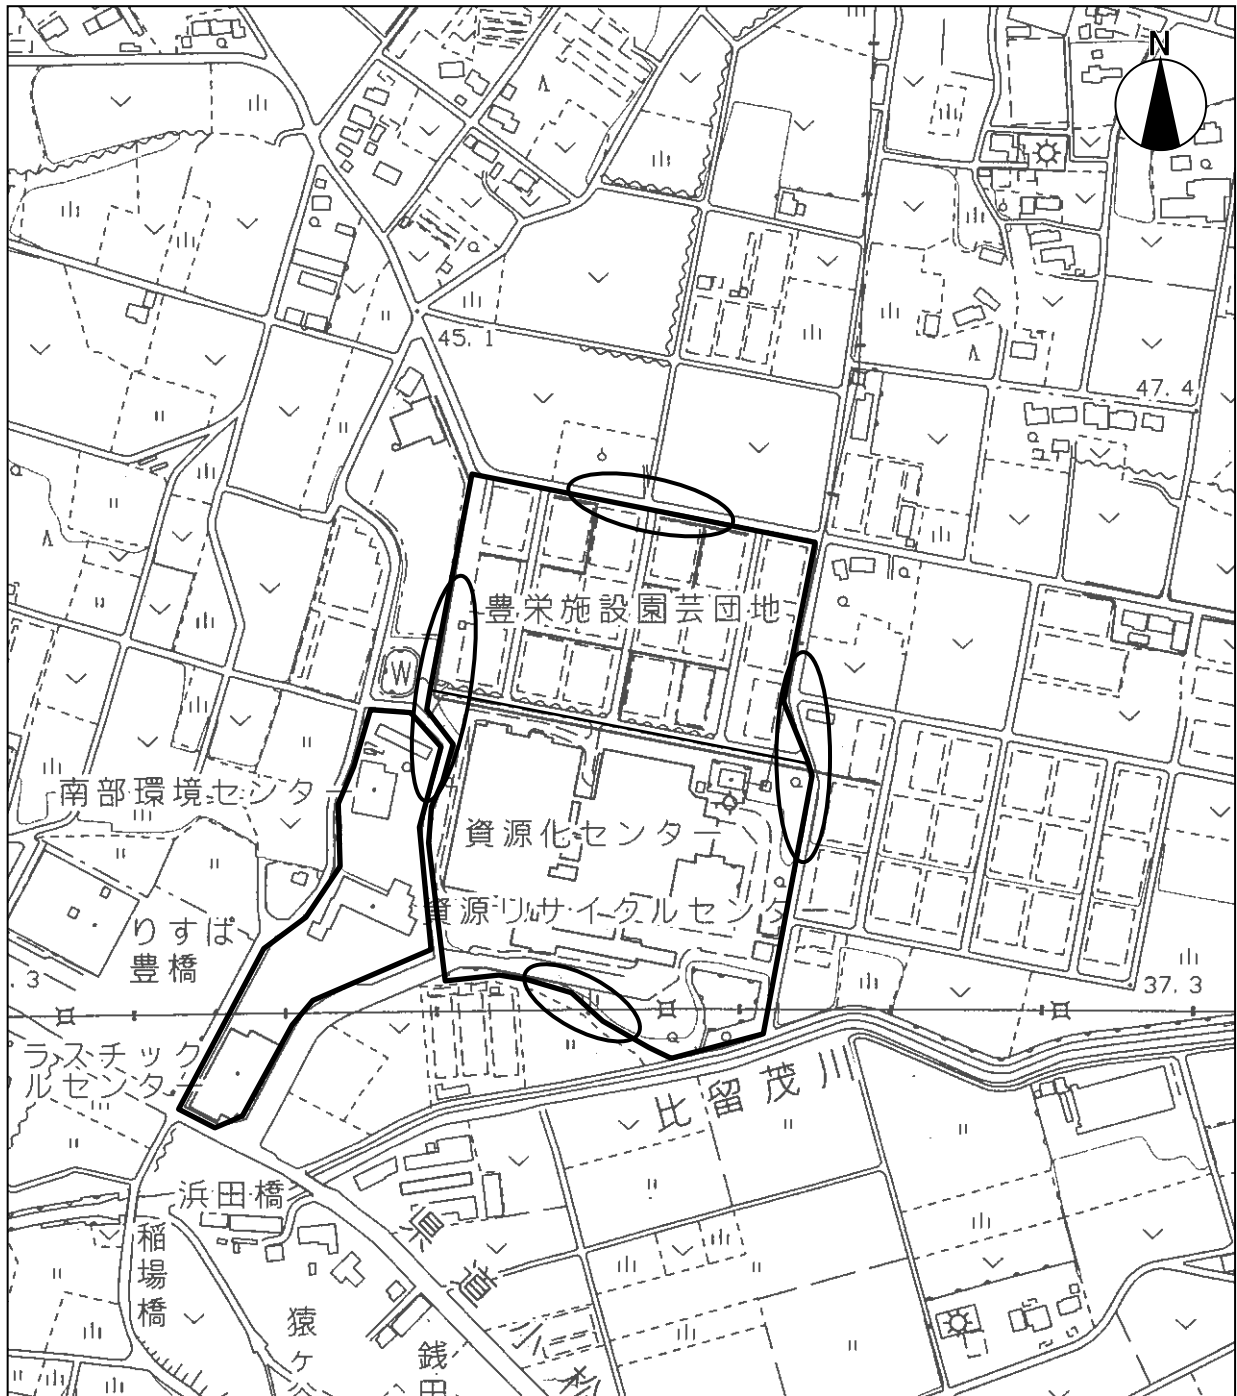 N
45. 1
47. 4
豊栄施設園芸団地
W
南部環境センター
資源化センター
資源リサイクルセンタ
りすぱ
豊橋
. 3
37. 3
ラスチック
ルセンター
比留茂川
浜田橋
稲場橋
県道小松
猿ヶ
銭田